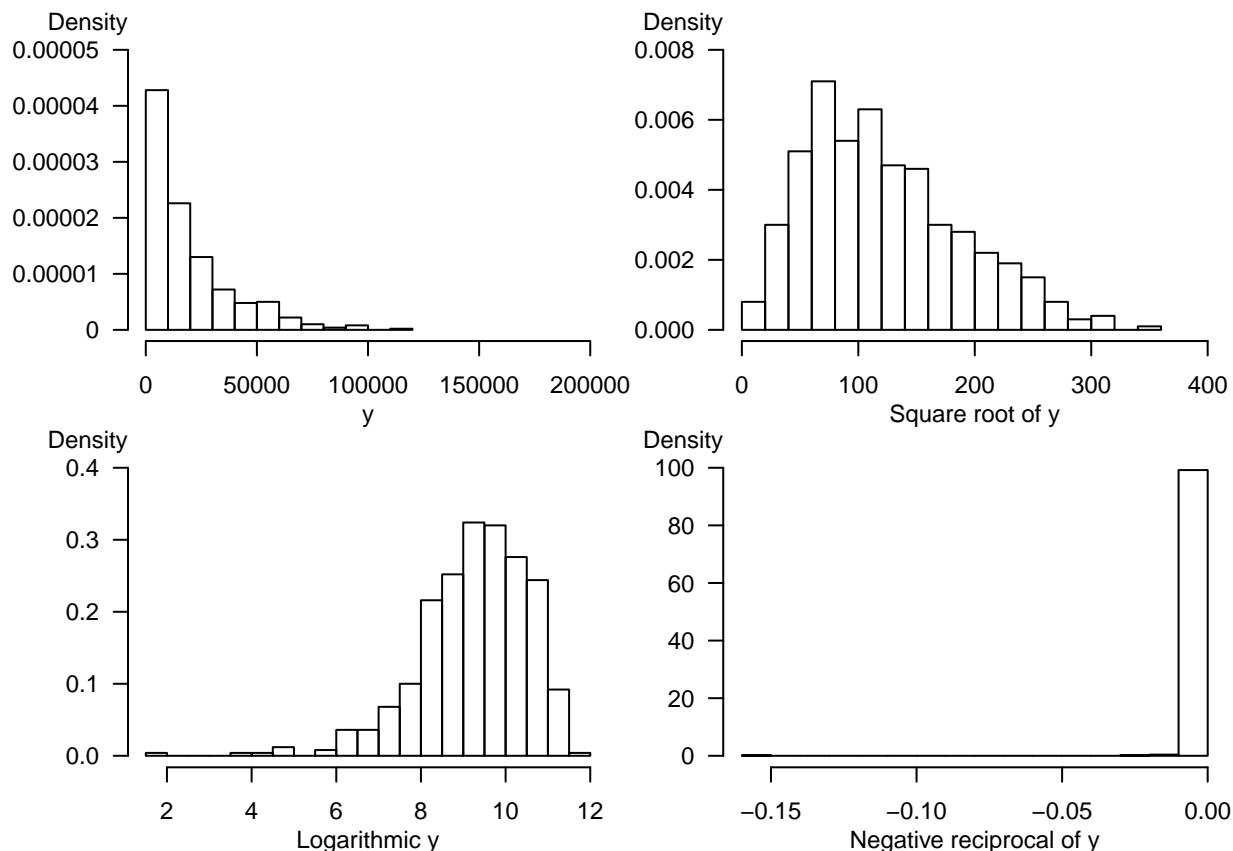 Density
0.00005
0.00004
0.00003
0.00002
0.00001
0
0 50000 100000 150000 200000
y
Density
0.008
0.006
0.004
0.002
0.000
0 100 200 300 400
Square root of y
Density
0.4
0.3
0.2
0.1
0.0
2 4 6 8 10 12
Logarithmic y
Density
100
80
60
40
20
0
−0.15 −0.10 −0.05 0.00
Negative reciprocal of y